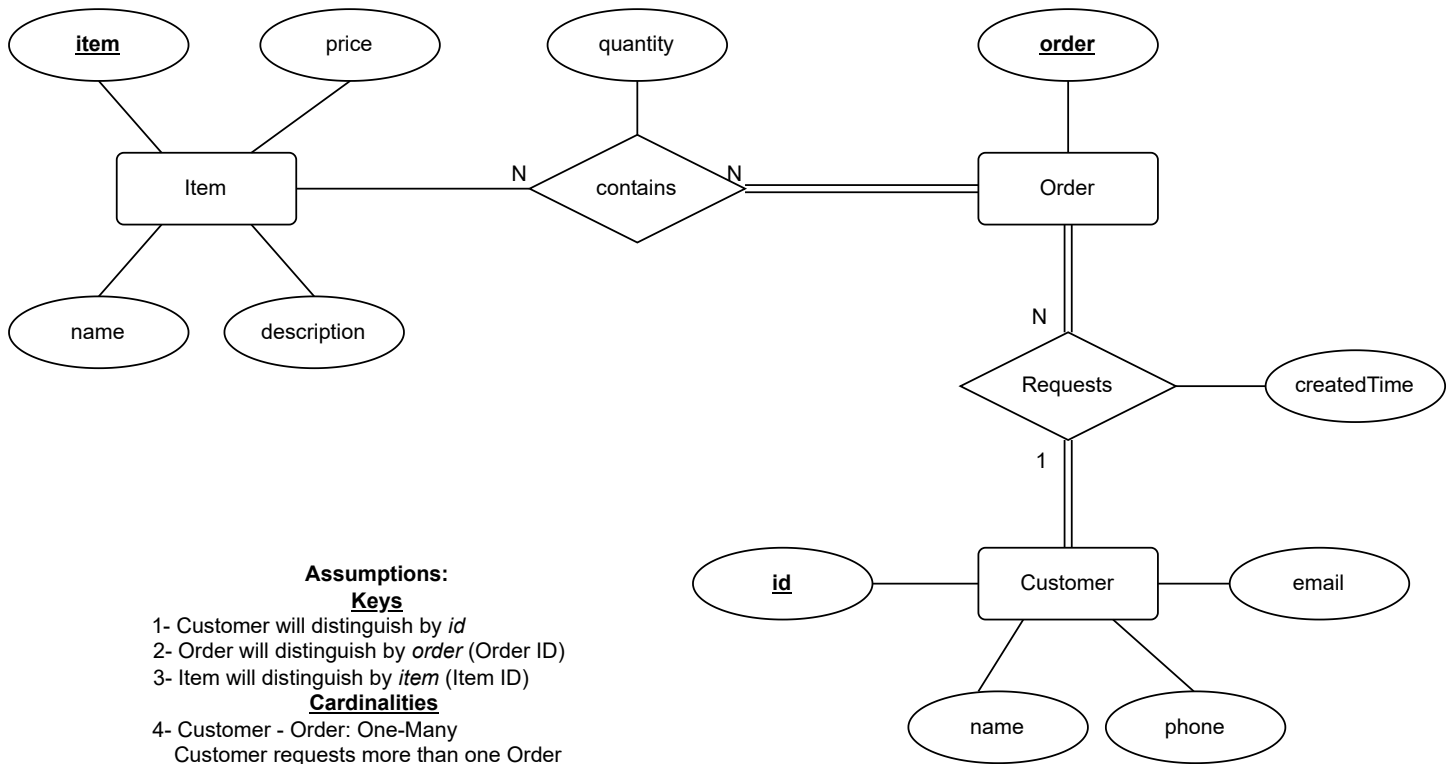 item
price
quantity
order
Item
N
contains
N
Order
name
description
N
Requests
createdTime
1
id
Customer
email
name
phone
Assumptions:
Keys
1- Customer will distinguish by id
2- Order will distinguish by order (Order ID)
3- Item will distinguish by item (Item ID)
Cardinalities
4- Customer - Order: One-Many
Customer requests more than one Order